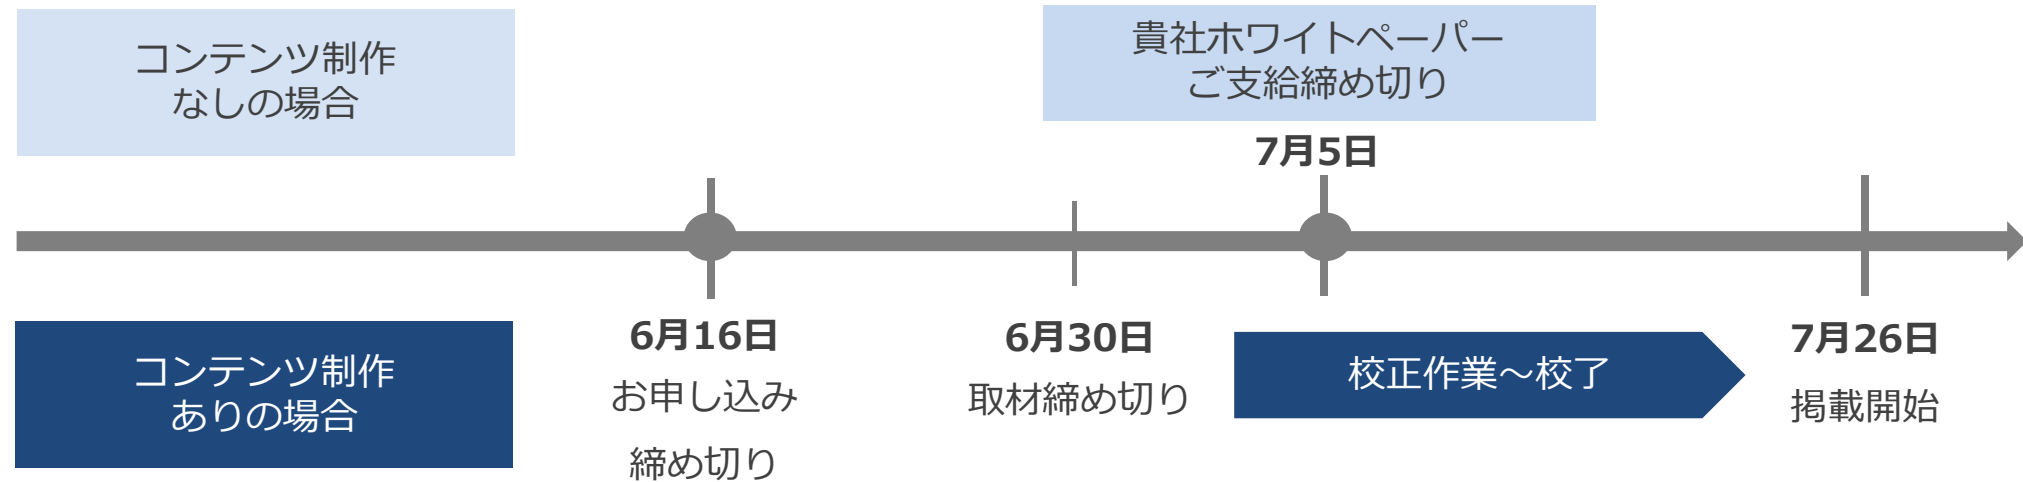 コンテンツ制作
なしの場合
貴社ホワイトペーパー
ご支給締め切り
7月5日
コンテンツ制作
ありの場合
6月16日
お申し込み
締め切り
6月30日
取材締め切り
校正作業～校了
7月26日
掲載開始